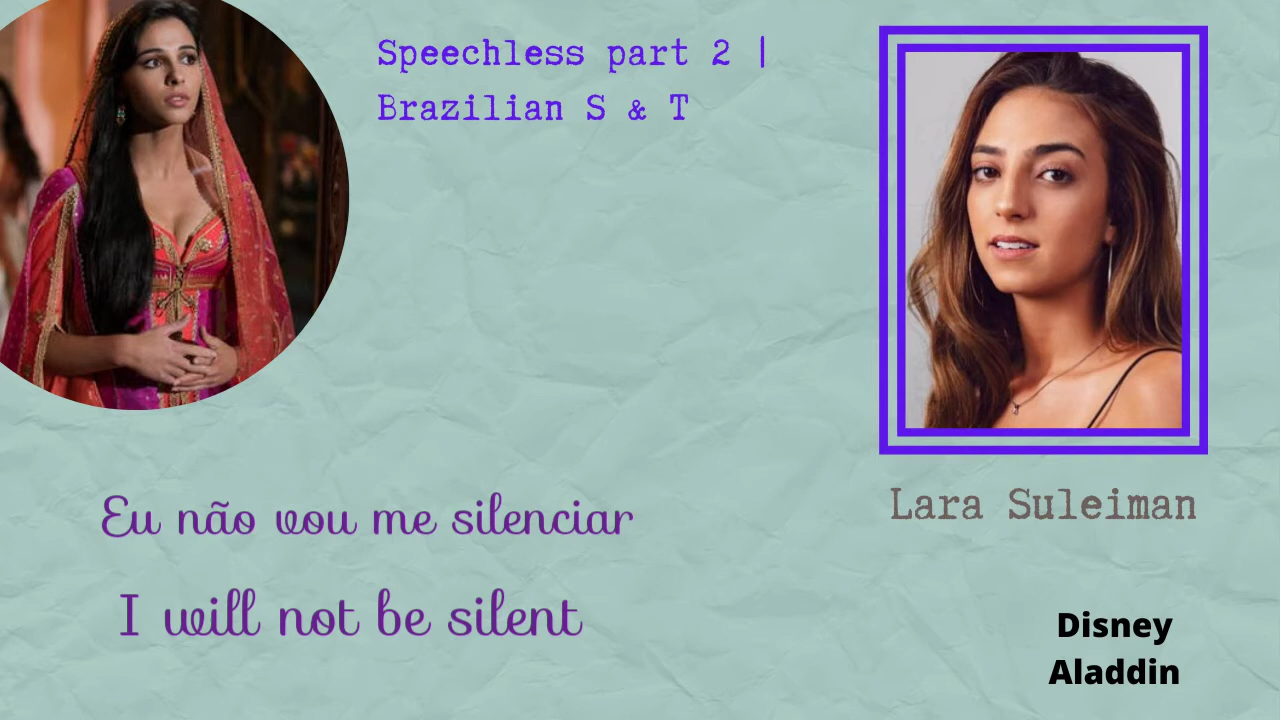 Speechless part 2 |
Brazilian S & T
Eu não vou me silenciar
I will not be silent
Lara Suleiman
Disney
Aladdin